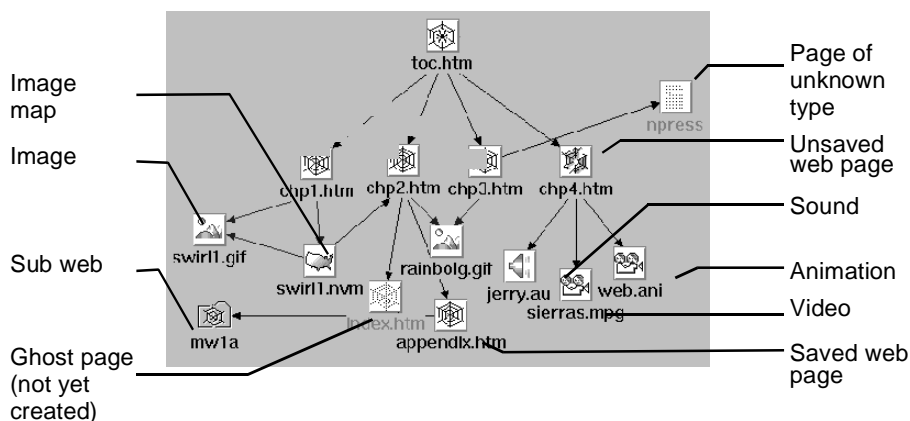 toc.htm
Image
map
Image
Sub web
Ghost page
(not yet
created)
npress
chp1.htm
chp2.htm
chp3.htm
chp4.htm
swirl1.gif
swirl1.nvm
rainbolg.gif
jerry.au
web.ani
sierras.mpg
mw1a
Index.htm
appendix.htm
Page of
unknown
type
Unsaved
web page
Sound
Animation
Video
Saved web
page